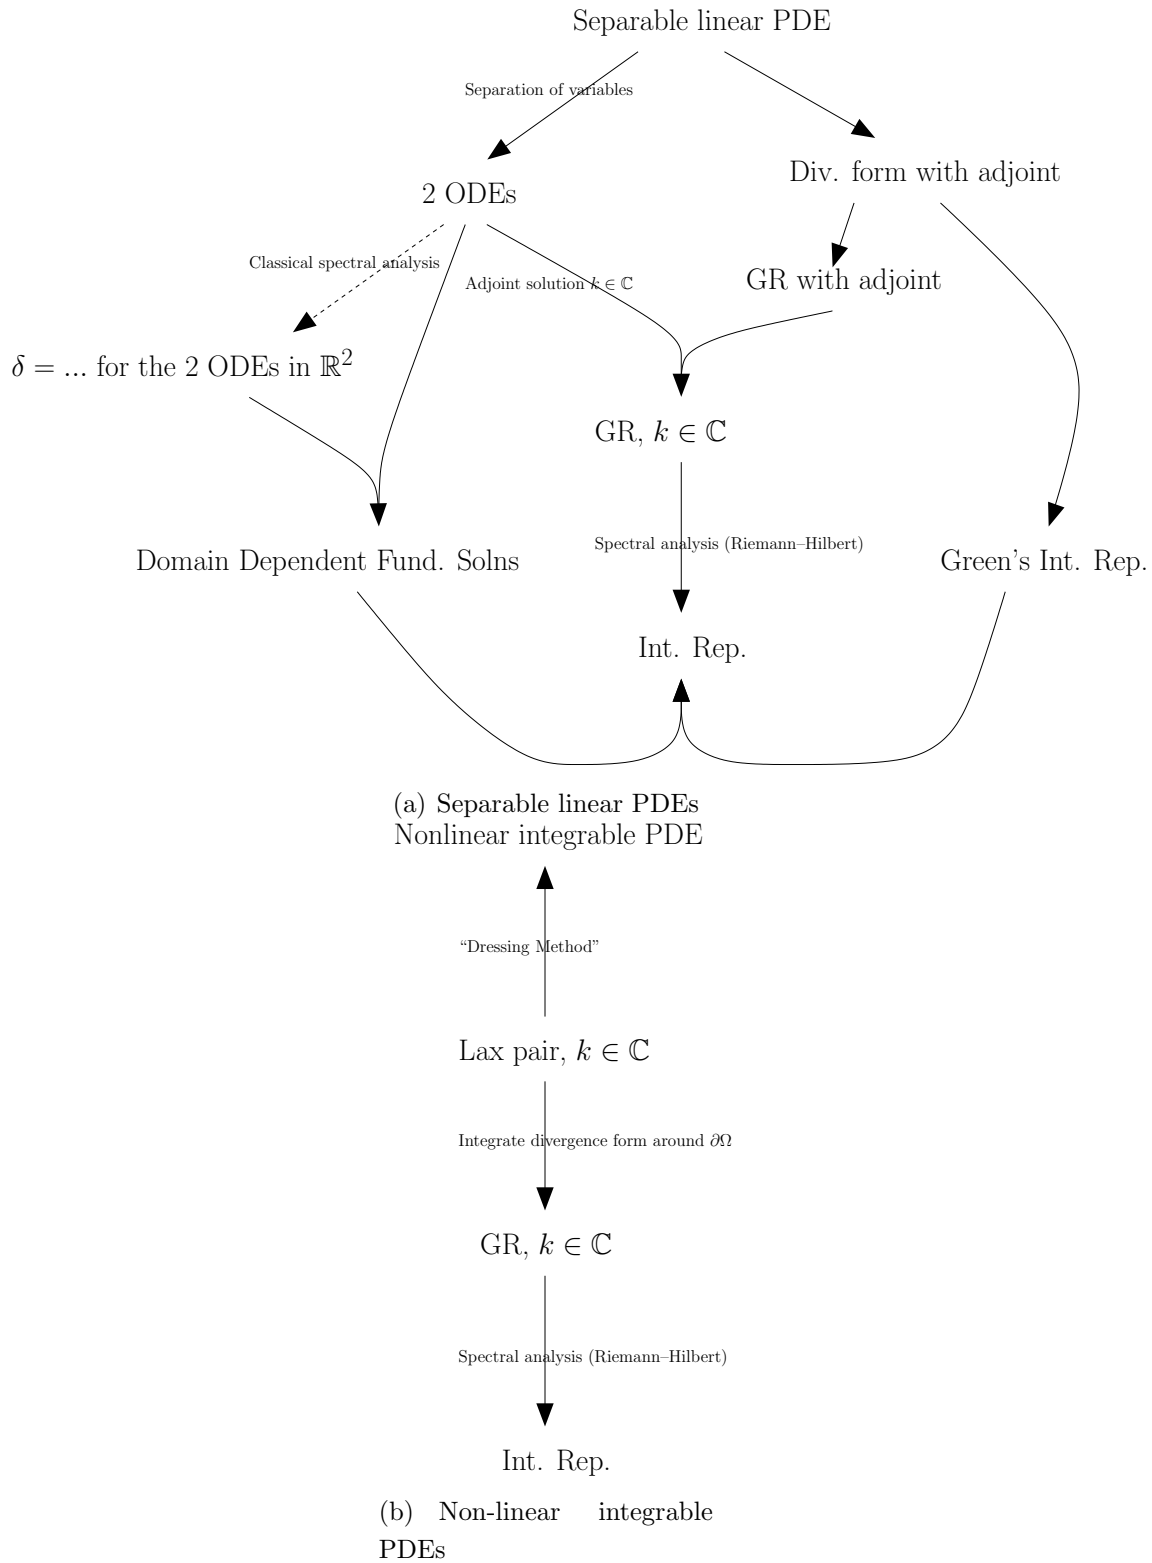 Separable linear PDE
Separation of variables
Div. form with adjoint
2 ODEs
Classical spectral analysis
Adjoint solution k ∈ ℂ
GR with adjoint
δ = ... for the 2 ODEs in ℝ²
GR, k ∈ ℂ
Spectral analysis (Riemann–Hilbert)
Domain Dependent Fund. Solns
Green's Int. Rep.
Int. Rep.
(a) Separable linear PDEs
Nonlinear integrable PDE
“Dressing Method”
Lax pair, k ∈ ℂ
Integrate divergence form around ∂Ω
GR, k ∈ ℂ
Spectral analysis (Riemann–Hilbert)
Int. Rep.
(b) Non-linear integrable
PDEs